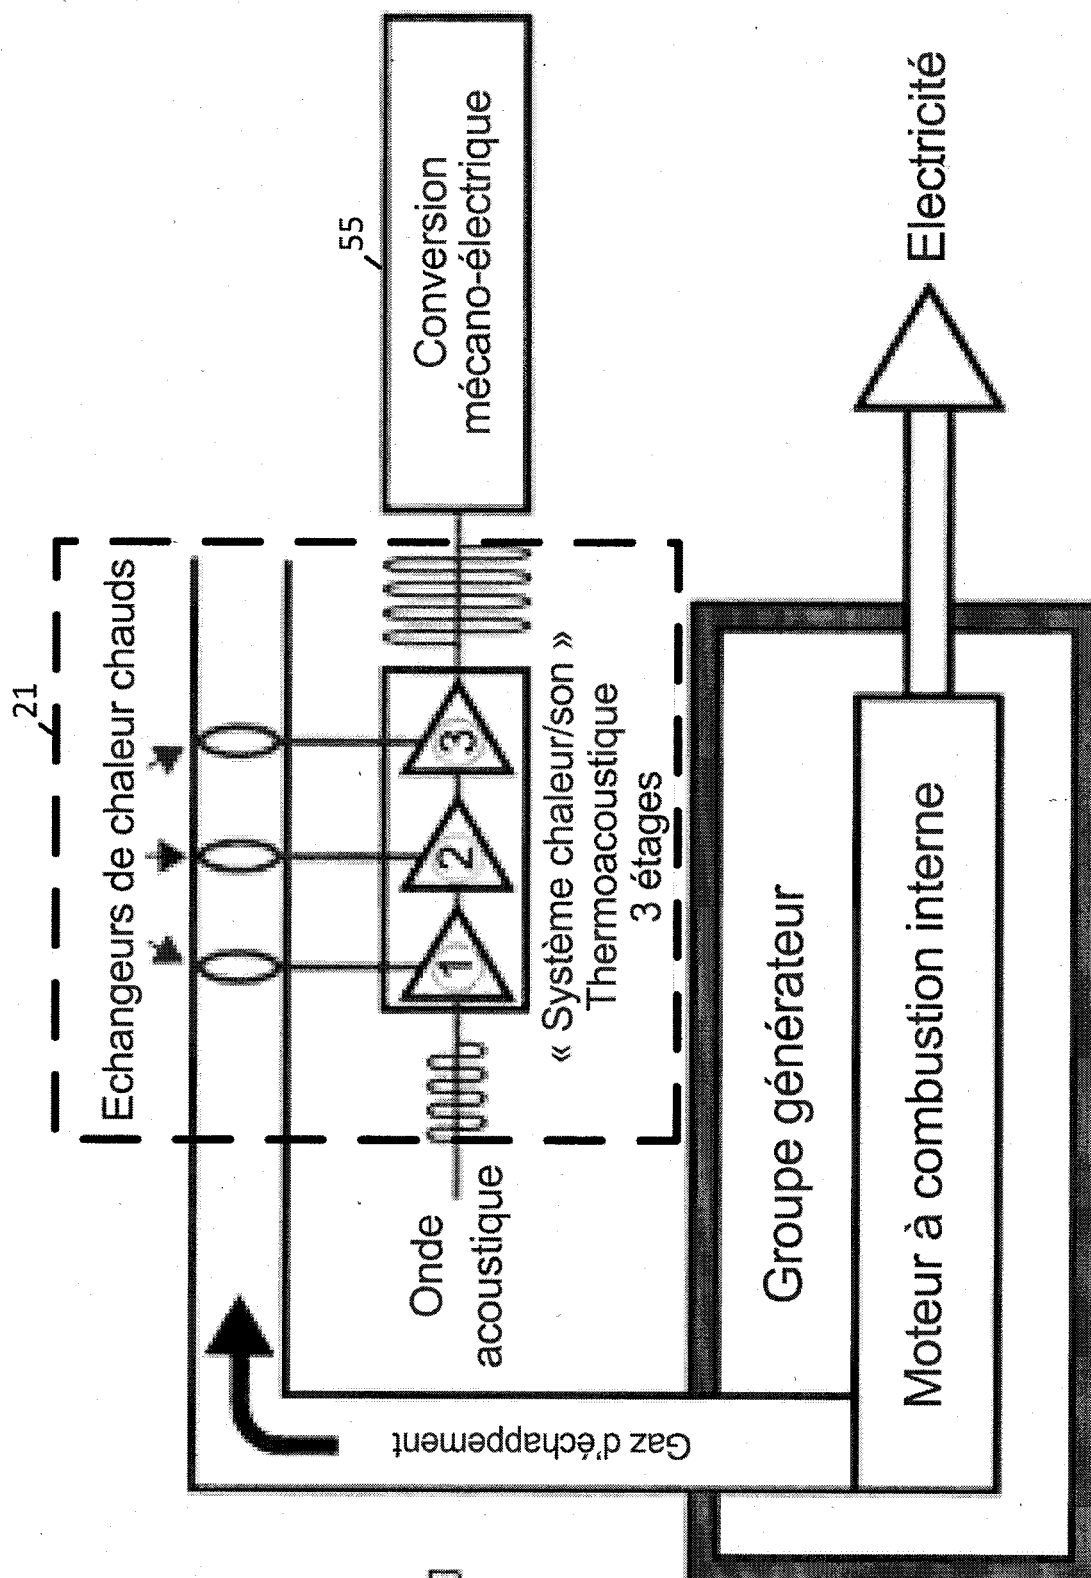 21
Echangeurs de chaleur chauds
55
Conversion
mécano-électrique
1
2
3
Onde
acoustique
« Système chaleur/son »
Thermoacoustique
3 étages
Gaz d'échappement
Groupe générateur
Moteur à combustion interne
Electricité